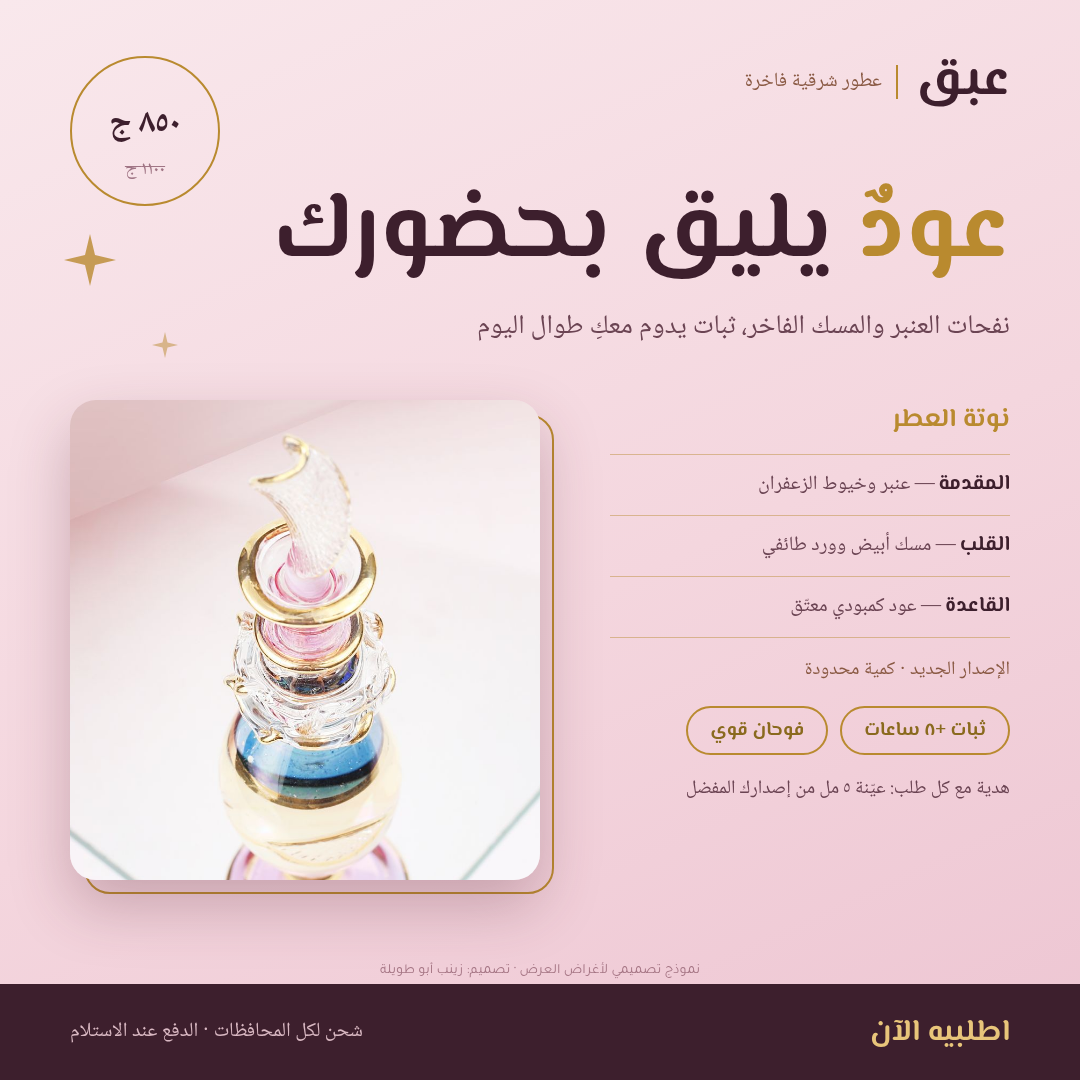 عبق | عطور شرقية فاخرة
٨٥٠ ج
١١٠٠ ج
عودٌ يليق بحضورك
نفحات العنبر والمسك الفاخر، ثبات يدوم معكِ طوال اليوم
نوتة العطر
المقدمة — عنبر وخيوط الزعفران
القلب — مسك أبيض وورد طائفي
القاعدة — عود كمبودي معتَّق
الإصدار الجديد · كمية محدودة
ثبات +٨ ساعات
فوحان قوي
هدية مع كل طلب: عيّنة ٥ مل من إصدارك المفضل
نموذج تصميمي لأغراض العرض · تصميم: زينب أبو طويلة
اطلبيه الآن
شحن لكل المحافظات · الدفع عند الاستلام